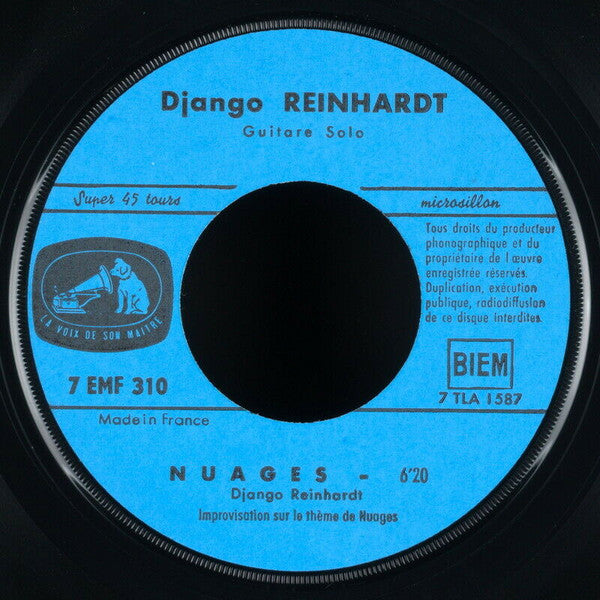 Django REINHARDT
Guitare Solo
Super 45 tours
microsillon
Tous droits du producteur
phonographique et du
propriétaire de l'œuvre
enregistrée réservés.
Duplication, exécution
publique, radiodiffusion
de ce disque interdites.
LA VOIX DE SON MAITRE
7 EMF 310
Made in France
BIEM
7 TLA 1587
NUAGES - 6'20
Django Reinhardt
Improvisation sur le thème de Nuages